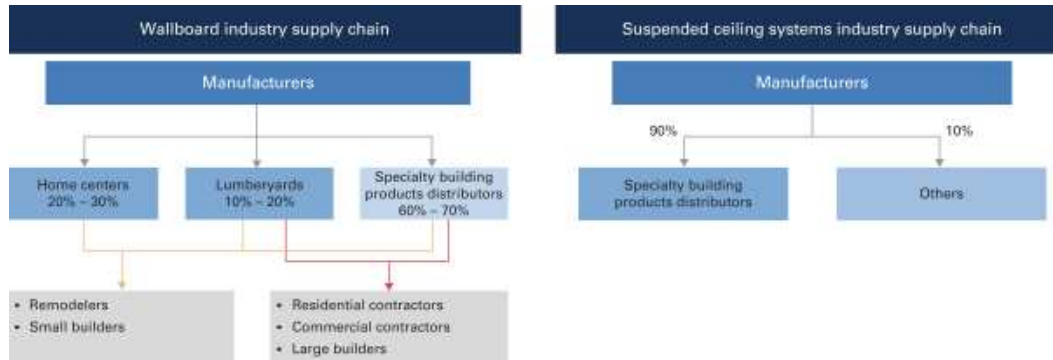 Wallboard industry supply chain
Manufacturers
Home centers
20% – 30%
Lumberyards
10% – 20%
Specialty building
products distributors
60% – 70%
• Remodelers
• Small builders
• Residential contractors
• Commercial contractors
• Large builders
Suspended ceiling systems industry supply chain
Manufacturers
90%
10%
Specialty building
products distributors
Others